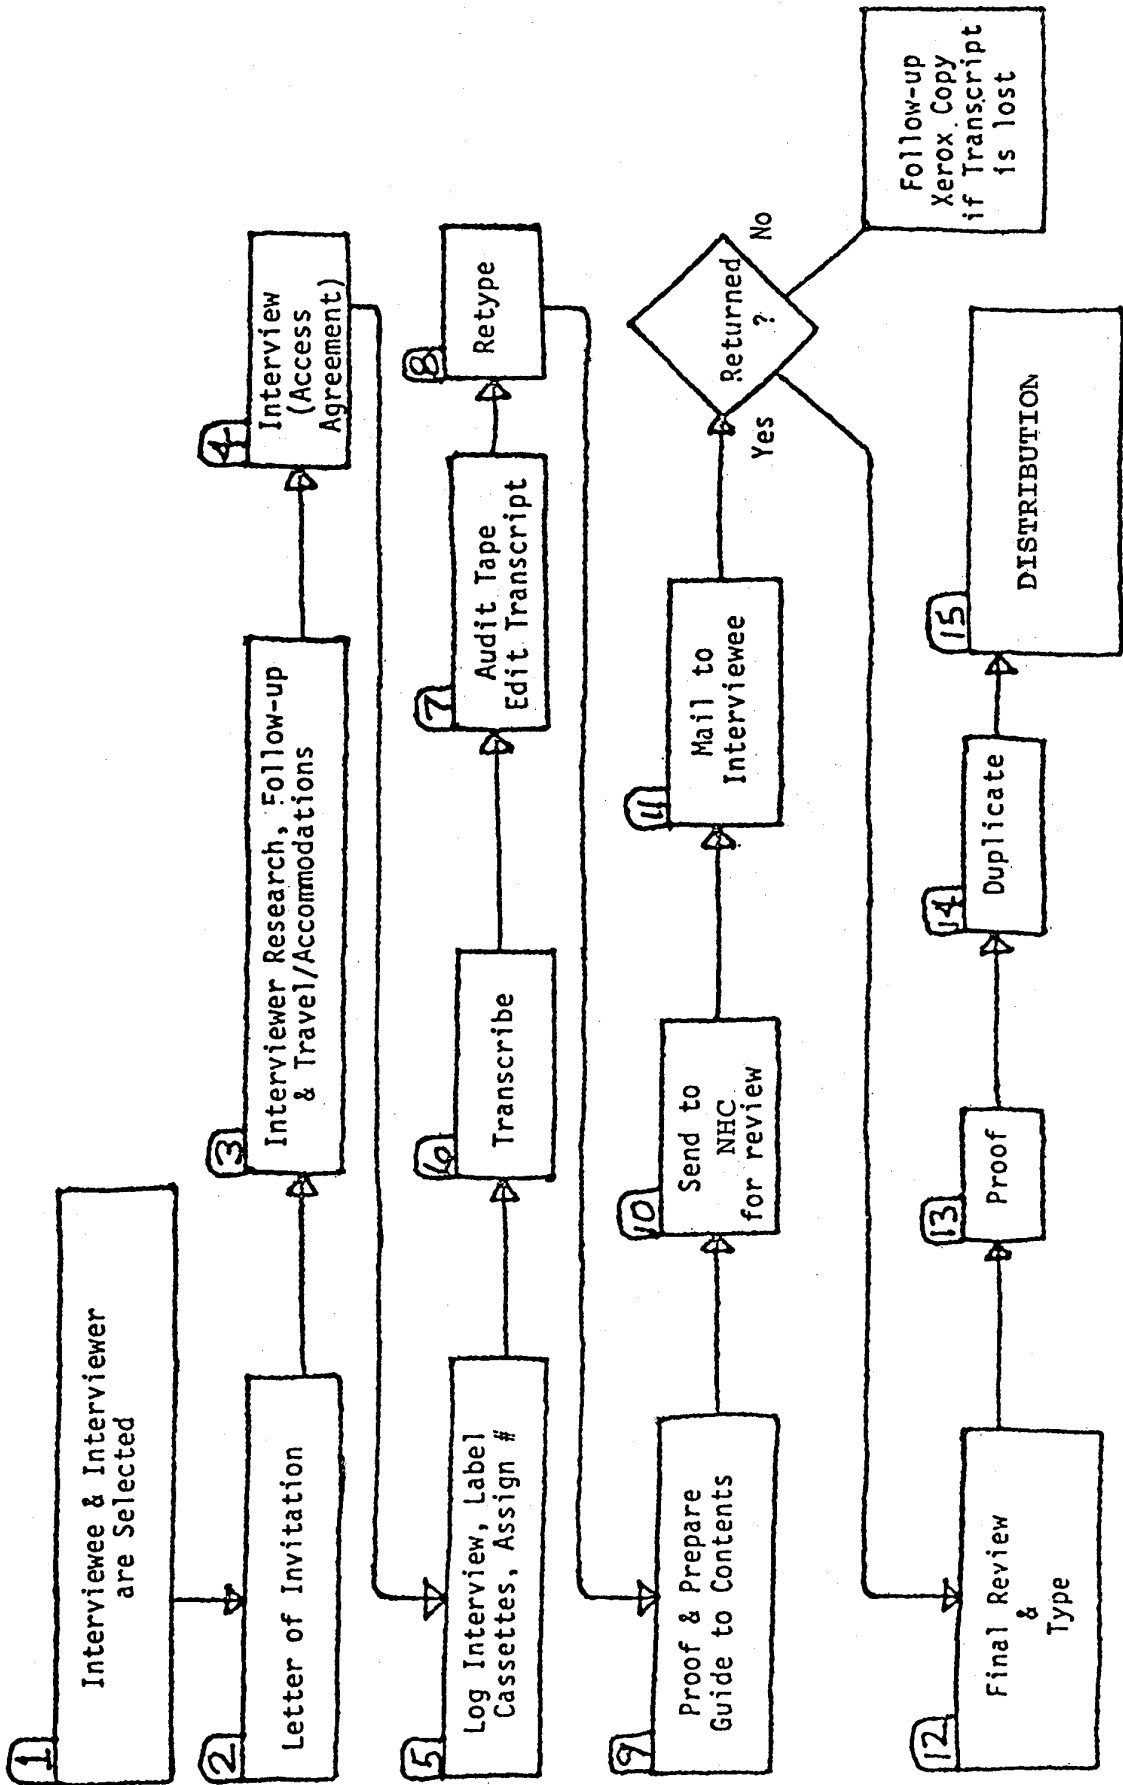 1
Interviewee & Interviewer
are Selected
2
Letter of Invitation
3
Interviewer Research, Follow-up
& Travel/Accommodations
4
Interview
(Access
Agreement)
5
Log Interview, Label
Cassettes, Assign #
6
Transcribe
7
Audit Tape
Edit Transcript
8
Retype
9
Proof & Prepare
Guide to Contents
10
Send to
NHC
for review
11
Mail to
Interviewee
Returned
?
Yes
No
Follow-up
Xerox Copy
if Transcript
is lost
12
Final Review
&
Type
13
Proof
14
Duplicate
15
DISTRIBUTION